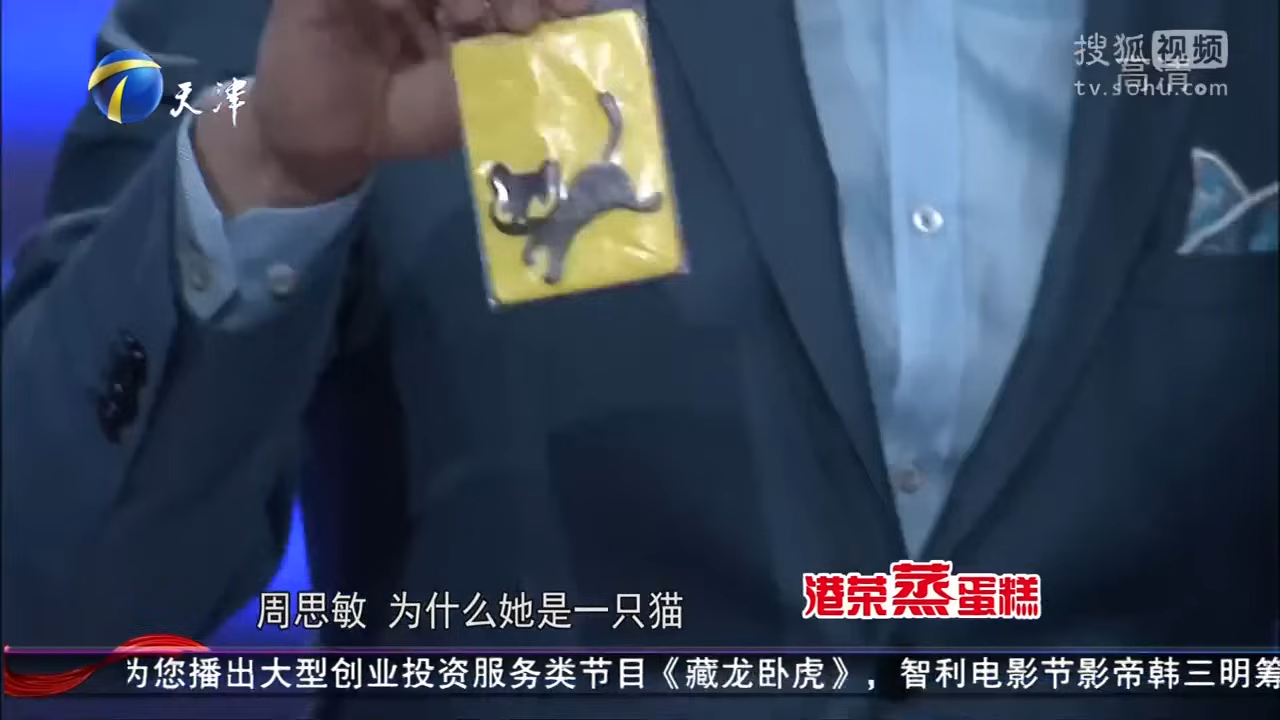 天津
搜狐视频
高清
tv.sohu.com
周思敏 为什么她是一只猫
港荣蒸蛋糕
为您播出大型创业投资服务类节目《藏龙卧虎》，智利电影节影帝韩三明筹